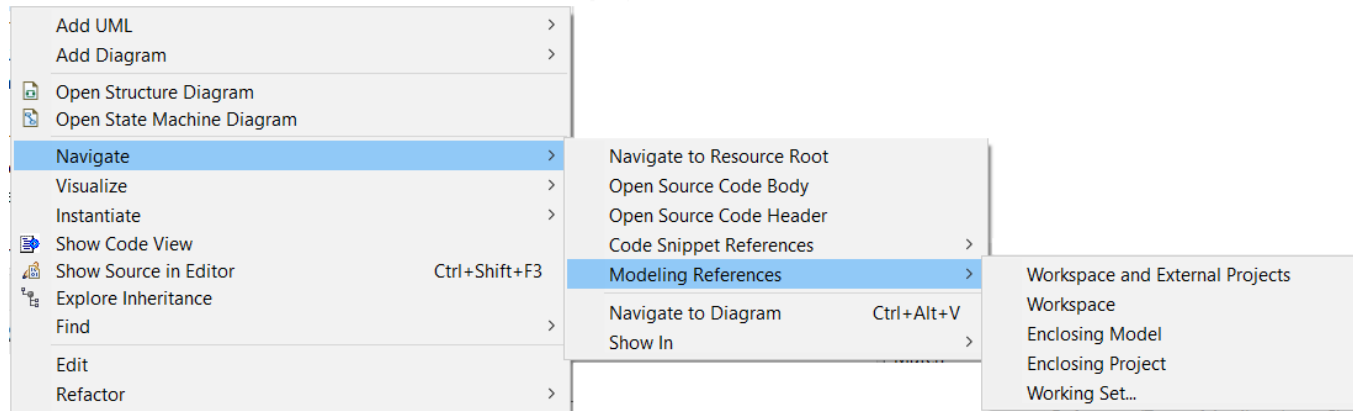 Add UML
Add Diagram
Open Structure Diagram
Open State Machine Diagram
Navigate
Visualize
Instantiate
Show Code View
Show Source in Editor Ctrl+Shift+F3
Explore Inheritance
Find
Edit
Refactor
Navigate to Resource Root
Open Source Code Body
Open Source Code Header
Code Snippet References
Modeling References
Navigate to Diagram Ctrl+Alt+V
Show In
Workspace and External Projects
Workspace
Enclosing Model
Enclosing Project
Working Set...